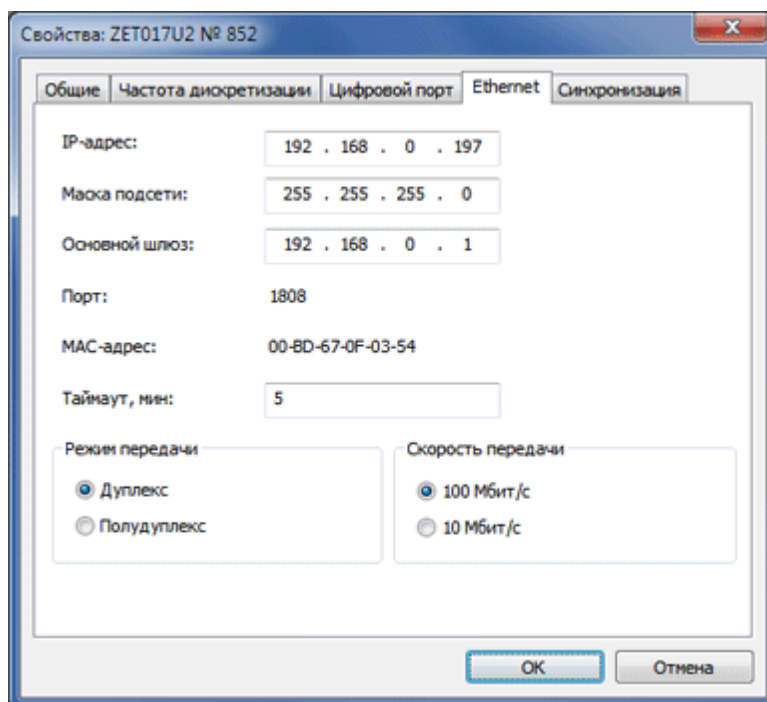 Свойства: ZET017U2 № 852
Общие Частота дискретизации Цифровой порт Ethernet Синхронизация
IP-адрес: 192 . 168 . 0 . 197
Маска подсети: 255 . 255 . 255 . 0
Основной шлюз: 192 . 168 . 0 . 1
Порт: 1808
MAC-адрес: 00-BD-67-0F-03-54
Таймаут, мин: 5
Режим передачи Скорость передачи
Дуплекс 100 Мбит/с
Полудуплекс 10 Мбит/с
OK Отмена